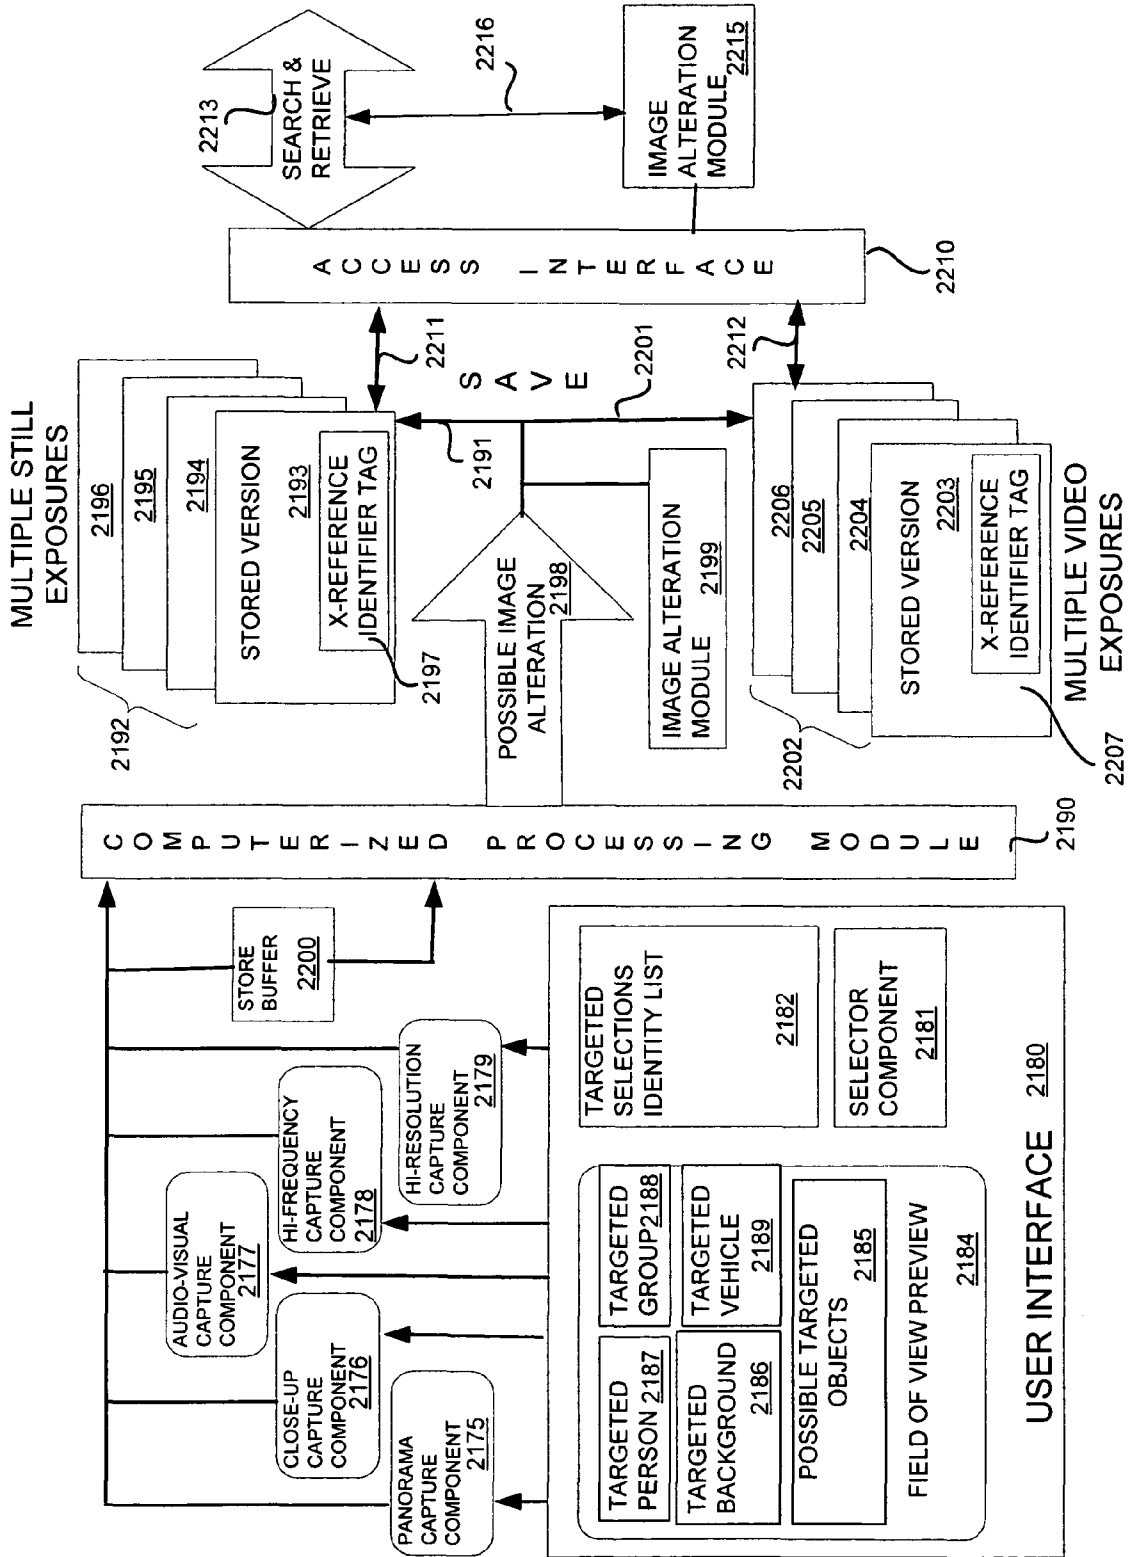 PANORAMA
CAPTURE
COMPONENT
2175
CLOSE-UP
CAPTURE
COMPONENT
2176
AUDIO-VISUAL
CAPTURE
COMPONENT
2177
HI-FREQUENCY
CAPTURE
COMPONENT
2178
HI-RESOLUTION
CAPTURE
COMPONENT
2179
STORE
BUFFER
2200
TARGETED
PERSON 2187
TARGETED
GROUP2188
TARGETED
BACKGROUND
2186
TARGETED
VEHICLE
2189
POSSIBLE TARGETED
OBJECTS
2185
FIELD OF VIEW PREVIEW
2184
TARGETED
SELECTIONS
IDENTITY LIST
2182
SELECTOR
COMPONENT
2181
USER INTERFACE 2180
COMPUTERIZED PROCESSING MODULE
2190
MULTIPLE STILL
EXPOSURES
2192
2196
2195
2194
STORED VERSION
2193
X-REFERENCE
IDENTIFIER TAG
2197
POSSIBLE IMAGE
ALTERATION
2198
2191
SAVE
2201
IMAGE ALTERATION
MODULE 2199
2202
2206
2205
2204
STORED VERSION
2203
X-REFERENCE
IDENTIFIER TAG
2207
MULTIPLE VIDEO
EXPOSURES
2211
2212
ACCESS INTERFACE
2210
2213
SEARCH &
RETRIEVE
2216
IMAGE
ALTERATION
MODULE
2215